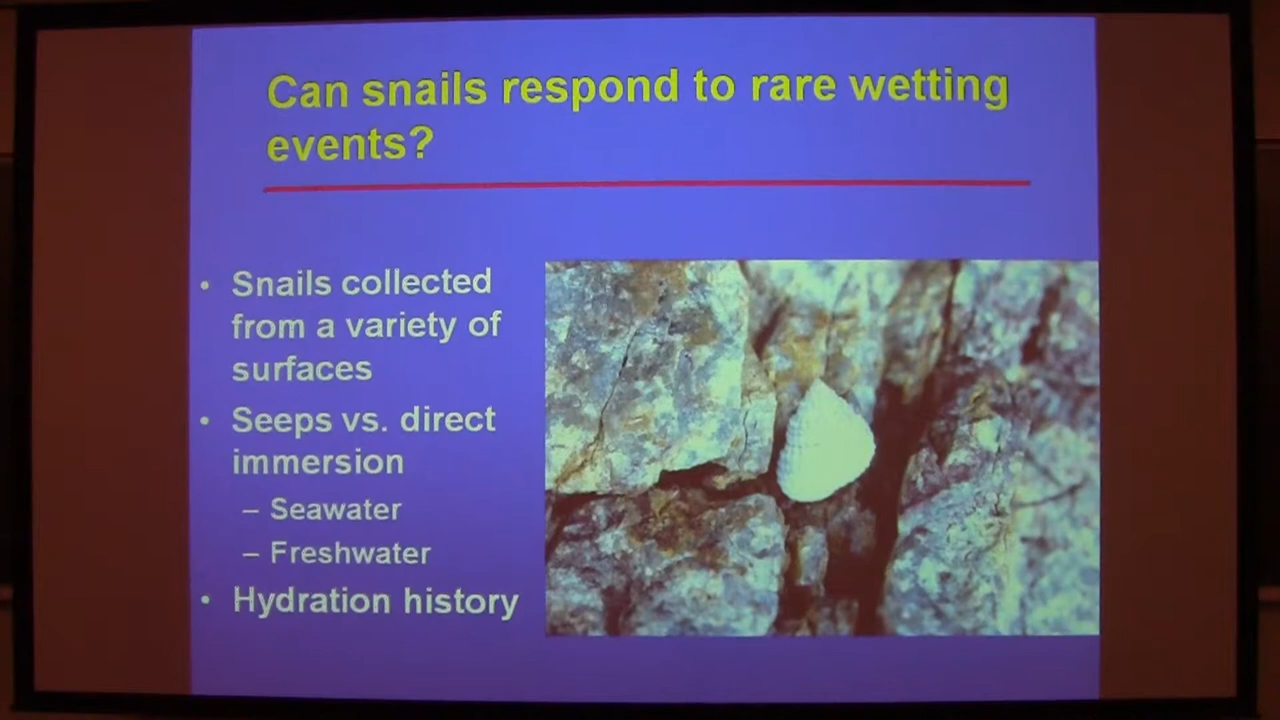 Can snails respond to rare wetting
events?
• Snails collected
from a variety of
surfaces
• Seeps vs. direct
immersion
– Seawater
– Freshwater
• Hydration history